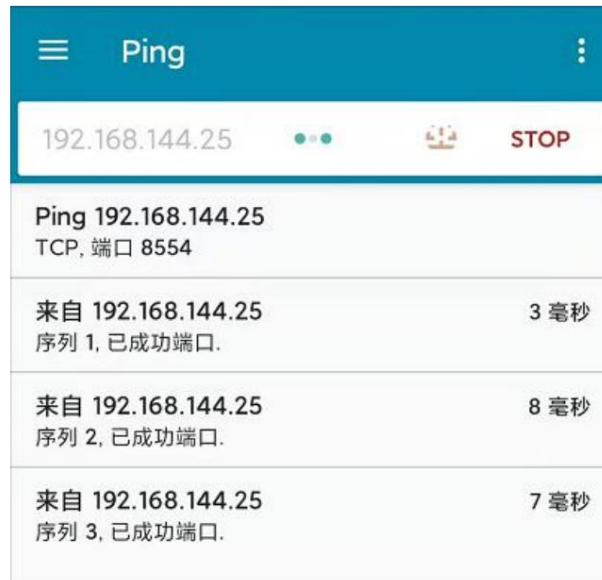 Ping
192.168.144.25
STOP
Ping 192.168.144.25
TCP, 端口 8554
来自 192.168.144.25
3 毫秒
序列 1, 已成功端口.
来自 192.168.144.25
8 毫秒
序列 2, 已成功端口.
来自 192.168.144.25
7 毫秒
序列 3, 已成功端口.